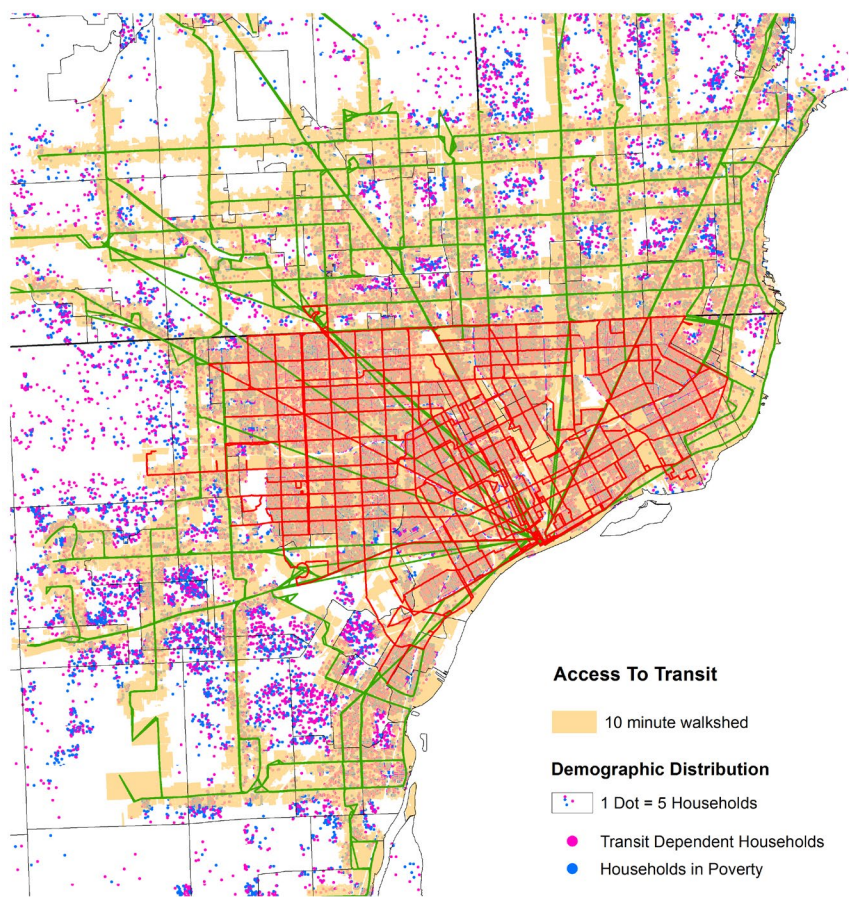 Access To Transit
10 minute walkshed
Demographic Distribution
1 Dot = 5 Households
Transit Dependent Households
Households in Poverty